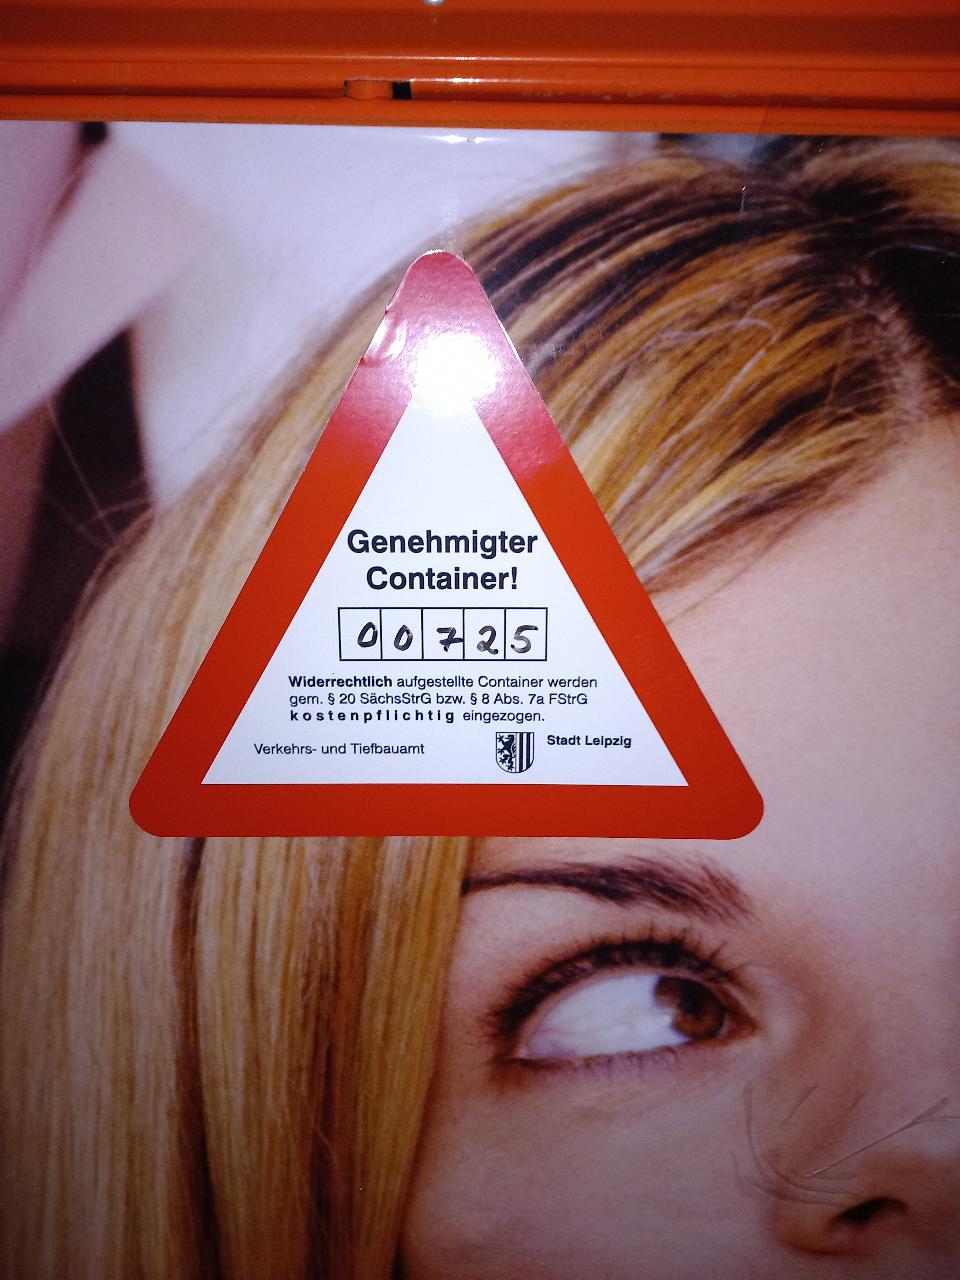 Genehmigter
Container!
00725
Widerrechtlich aufgestellte Container werden
gem. § 20 SächsStrG bzw. § 8 Abs. 7a FStrG
kostenpflichtig eingezogen.
Verkehrs- und Tiefbauamt
Stadt Leipzig